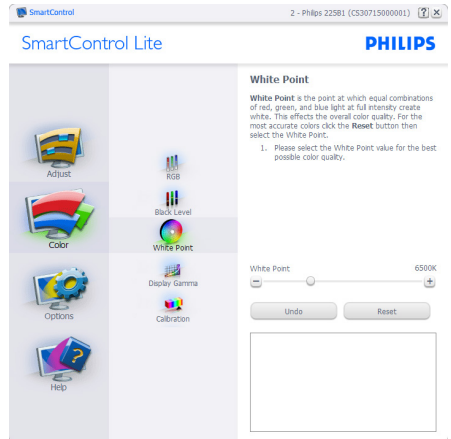 SmartControl
2 - Philips 225B1 (CS30715000001)
?
SmartControl Lite
PHILIPS
Adjust
Color
Options
Help
RGB
Black Level
White Point
Display Gamma
Calibration
White Point
White Point is the point at which equal combinations
of red, green, and blue light at full intensity create
white. This effects the overall color quality. For the
most accurate colors click the Reset button then
select the White Point.
1. Please select the White Point value for the best
possible color quality.
White Point 6500K
Undo Reset